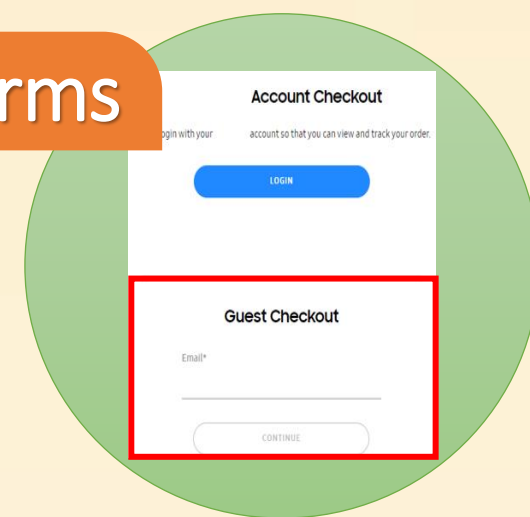 rms
Account Checkout
ogin with your account so that you can view and track your order.
LOGIN
Guest Checkout
Email*
CONTINUE